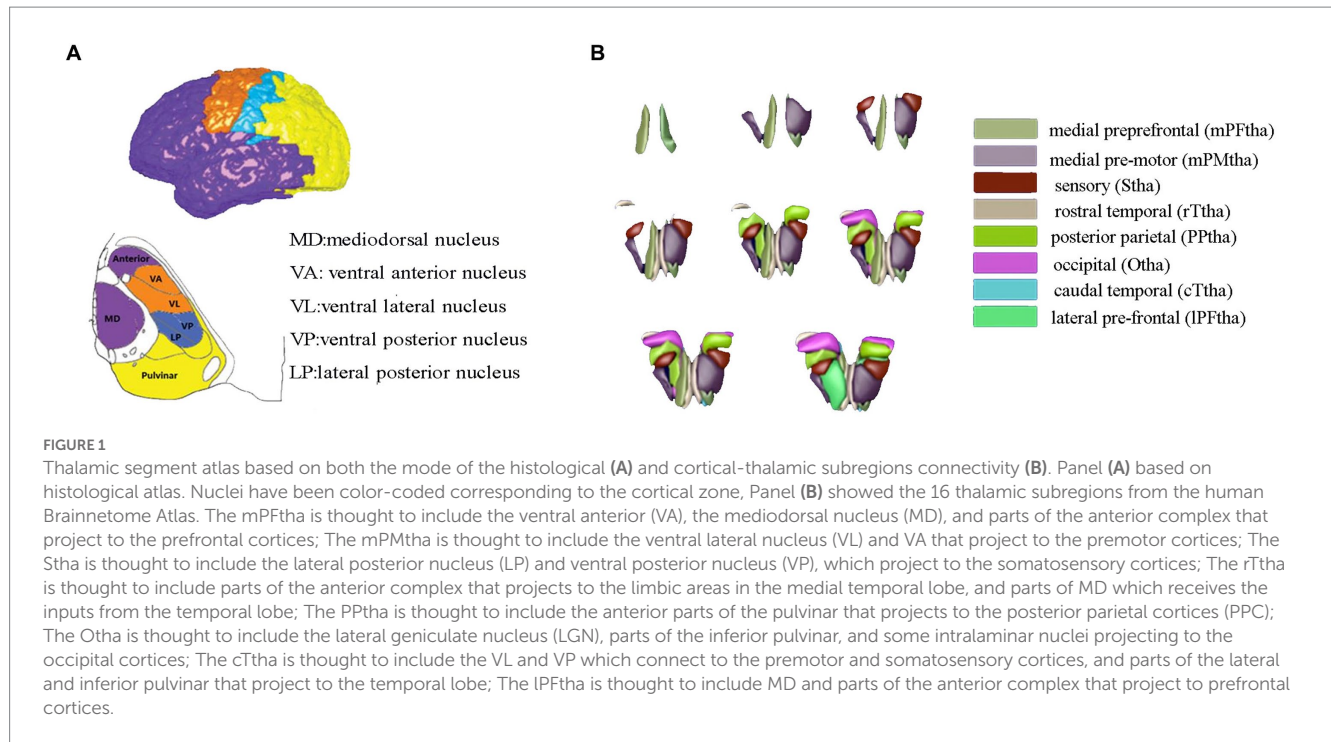 A
B
Anterior
VA
VL
MD
VP
LP
Pulvinar
MD:mediodorsal nucleus
VA: ventral anterior nucleus
VL:ventral lateral nucleus
VP:ventral posterior nucleus
LP:lateral posterior nucleus
medial preprefrontal (mPFtha)
medial pre-motor (mPMtha)
sensory (Stha)
rostral temporal (rTtha)
posterior parietal (PPtha)
occipital (Otha)
caudal temporal (cTtha)
lateral pre-frontal (lPFtha)
FIGURE 1
Thalamic segment atlas based on both the mode of the histological (A) and cortical-thalamic subregions connectivity (B). Panel (A) based on
histological atlas. Nuclei have been color-coded corresponding to the cortical zone, Panel (B) showed the 16 thalamic subregions from the human
Brainnetome Atlas. The mPFtha is thought to include the ventral anterior (VA), the mediodorsal nucleus (MD), and parts of the anterior complex that
project to the prefrontal cortices; The mPMtha is thought to include the ventral lateral nucleus (VL) and VA that project to the premotor cortices; The
Stha is thought to include the lateral posterior nucleus (LP) and ventral posterior nucleus (VP), which project to the somatosensory cortices; The rTtha
is thought to include parts of the anterior complex that projects to the limbic areas in the medial temporal lobe, and parts of MD which receives the
inputs from the temporal lobe; The PPtha is thought to include the anterior parts of the pulvinar that projects to the posterior parietal cortices (PPC);
The Otha is thought to include the lateral geniculate nucleus (LGN), parts of the inferior pulvinar, and some intralaminar nuclei projecting to the
occipital cortices; The cTtha is thought to include the VL and VP which connect to the premotor and somatosensory cortices, and parts of the lateral
and inferior pulvinar that project to the temporal lobe; The lPFtha is thought to include MD and parts of the anterior complex that project to prefrontal
cortices.